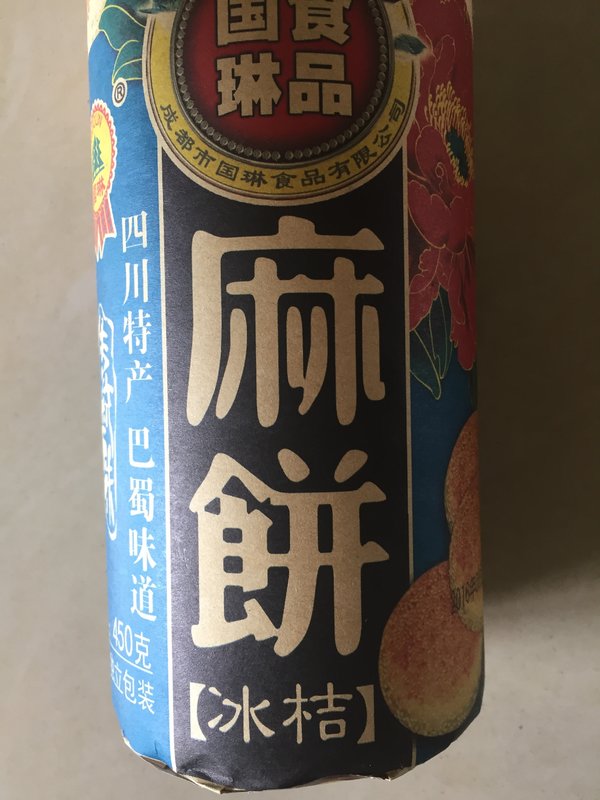 国食
琳品
成都市国琳食品有限公司
®
四川特产 巴蜀味道
麻餅
【冰桔】
450克
立包装